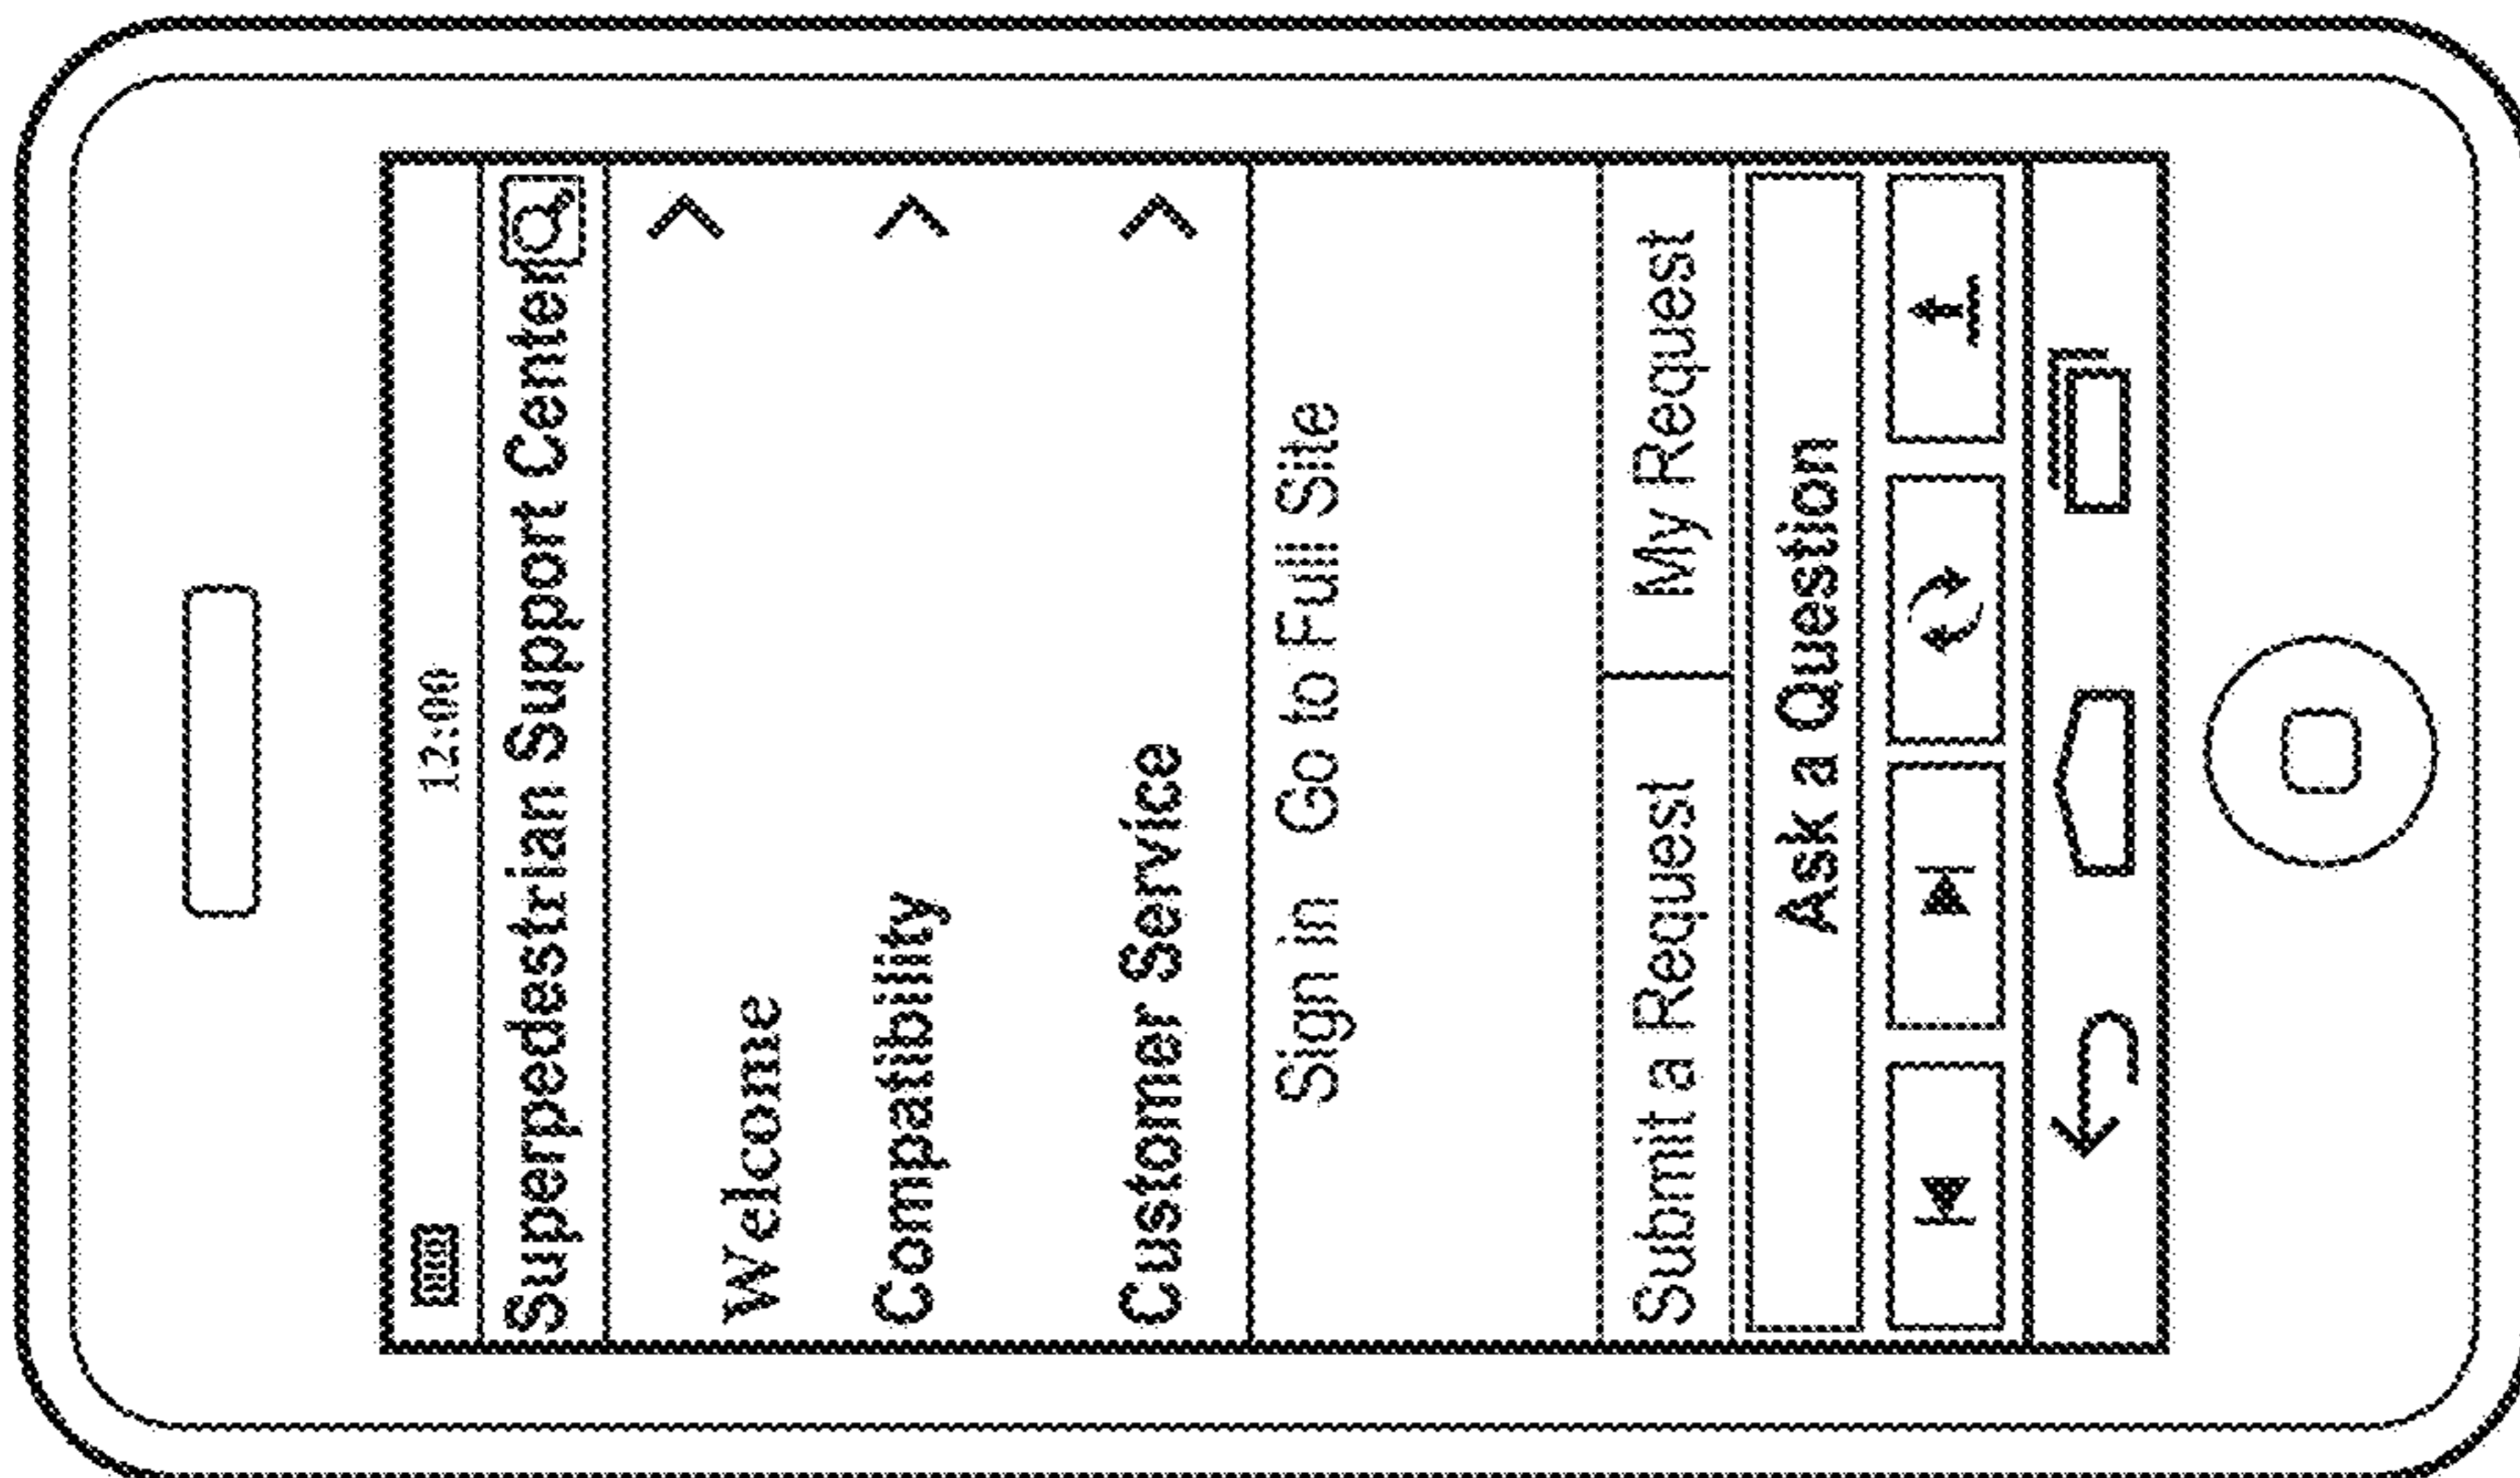 12:00
Superpedestrian Support Center
Welcome
Compatibility
Customer Service
Sign in Go to Full Site
Submit a Request My Request
Ask a Question